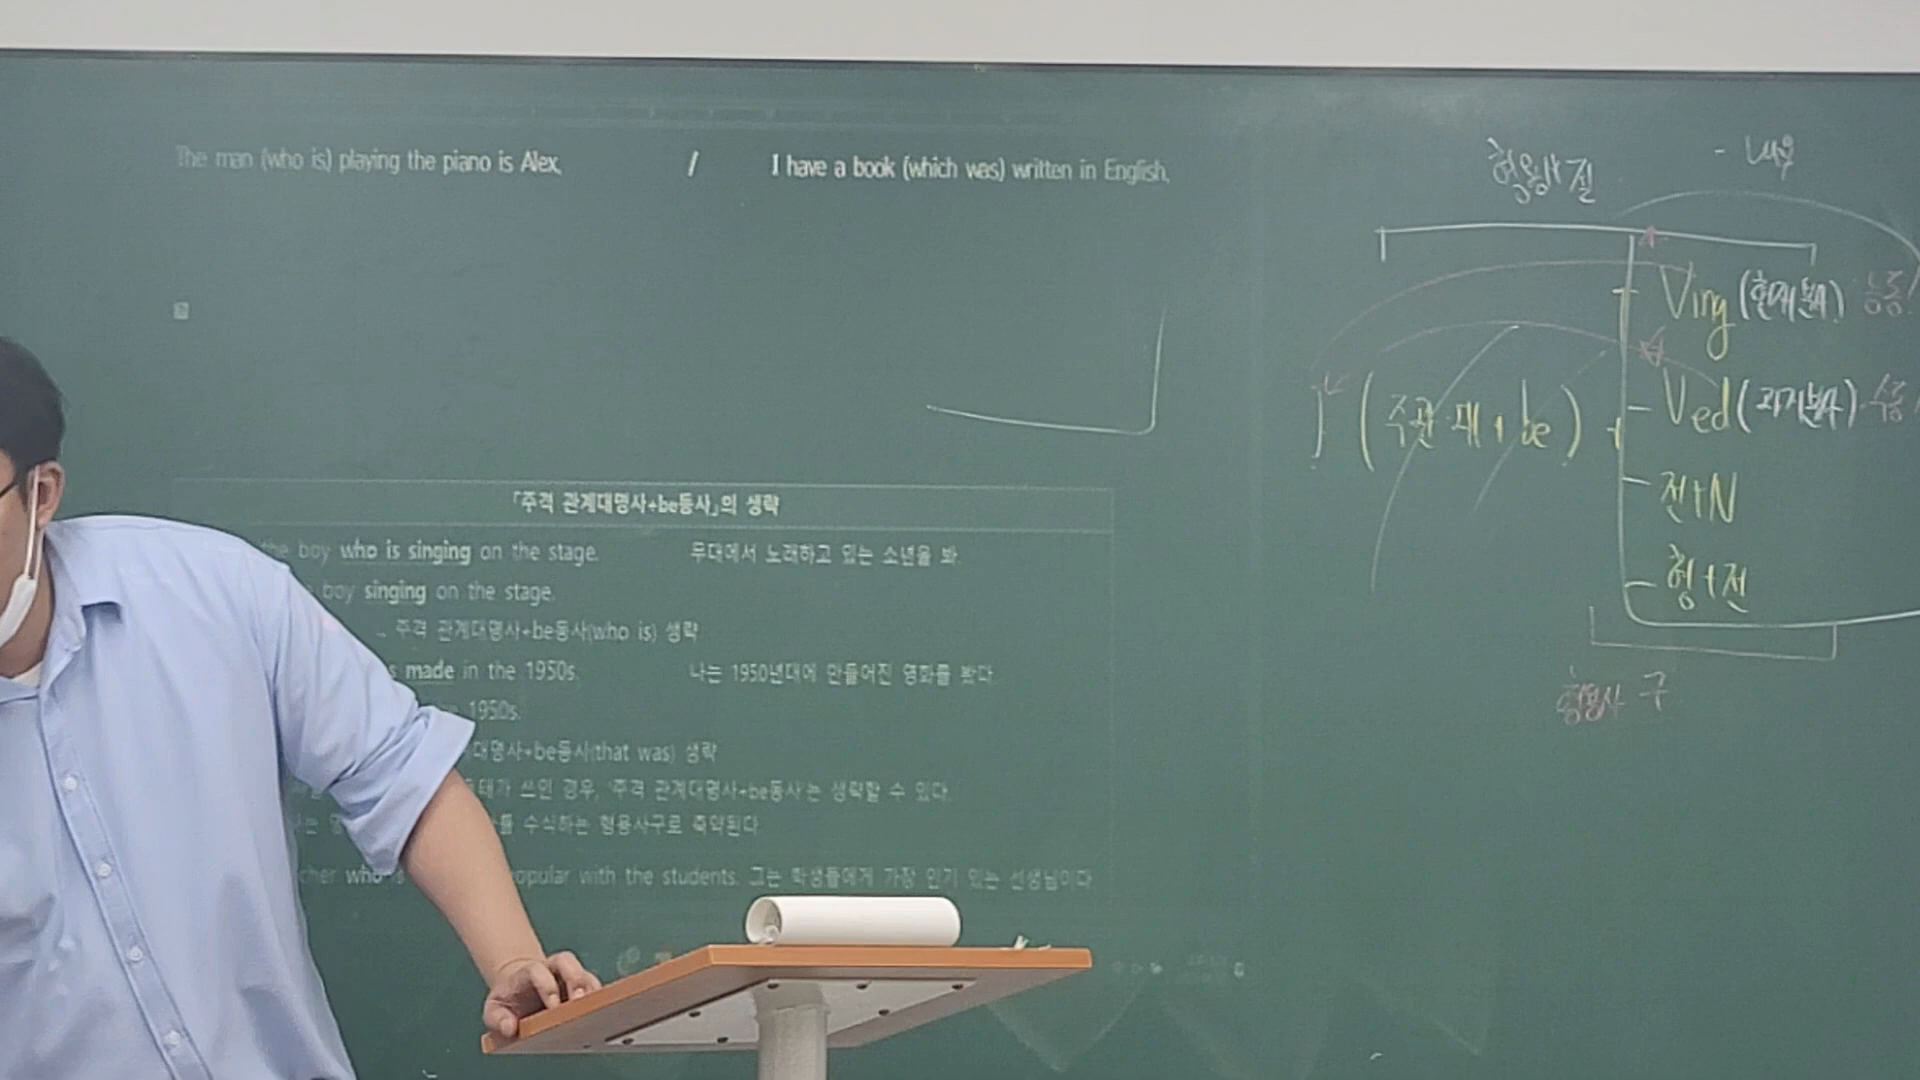 The man (who is) playing the piano is Alex. / I have a book (which was) written in English.
「주격 관계대명사+be동사」의 생략
the boy who is singing on the stage. 무대에서 노래하고 있는 소년을 봐.
boy singing on the stage.
주격 관계대명사+be동사(who is) 생략
made in the 1950s. 나는 1950년대에 만들어진 영화를 봤다.
1950s.
대명사+be동사(that was) 생략
태가 쓰인 경우, '주격 관계대명사+be동사'는 생략할 수 있다.
수식하는 형용사구로 축약된다.
who popular with the students. 그는 학생들에게 가장 인기 있는 선생님이다.
형용사절
Ving (현재분사) 능동
(주관·대+be) + Ved (과거분사) 수동
전+N
형+전
형용사 구